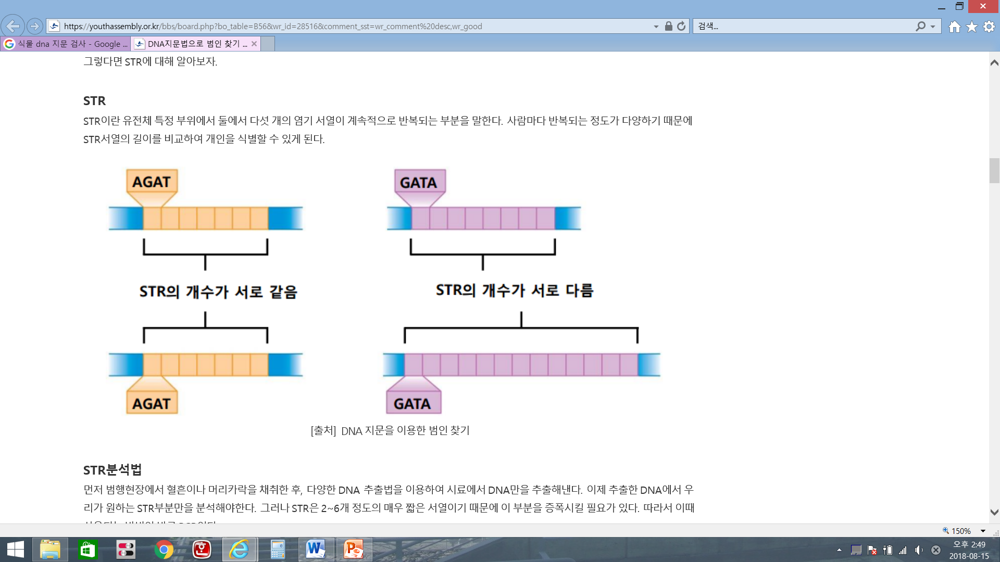 https://youthassembly.or.kr/bbs/board.php?bo_table=B56&wr_id=28516&comment_sst=wr_comment%20desc,wr_good
검색...
식물 dna 지문 검사 - Google ...
DNA지문법으로 범인 찾기 ...
그렇다면 STR에 대해 알아보자.
STR
STR이란 유전체 특정 부위에서 둘에서 다섯 개의 염기 서열이 계속적으로 반복되는 부분을 말한다. 사람마다 반복되는 정도가 다양하기 때문에
STR서열의 길이를 비교하여 개인을 식별할 수 있게 된다.
AGAT
GATA
STR의 개수가 서로 같음
STR의 개수가 서로 다름
AGAT
GATA
[출처] DNA 지문을 이용한 범인 찾기
STR분석법
먼저 범행현장에서 혈흔이나 머리카락을 채취한 후, 다양한 DNA 추출법을 이용하여 시료에서 DNA만을 추출해낸다. 이제 추출한 DNA에서 우
리가 원하는 STR부분만을 분석해야한다. 그러나 STR은 2~6개 정도의 매우 짧은 서열이기 때문에 이 부분을 증폭시킬 필요가 있다. 따라서 이때
150%
오후 2:49
2018-08-15